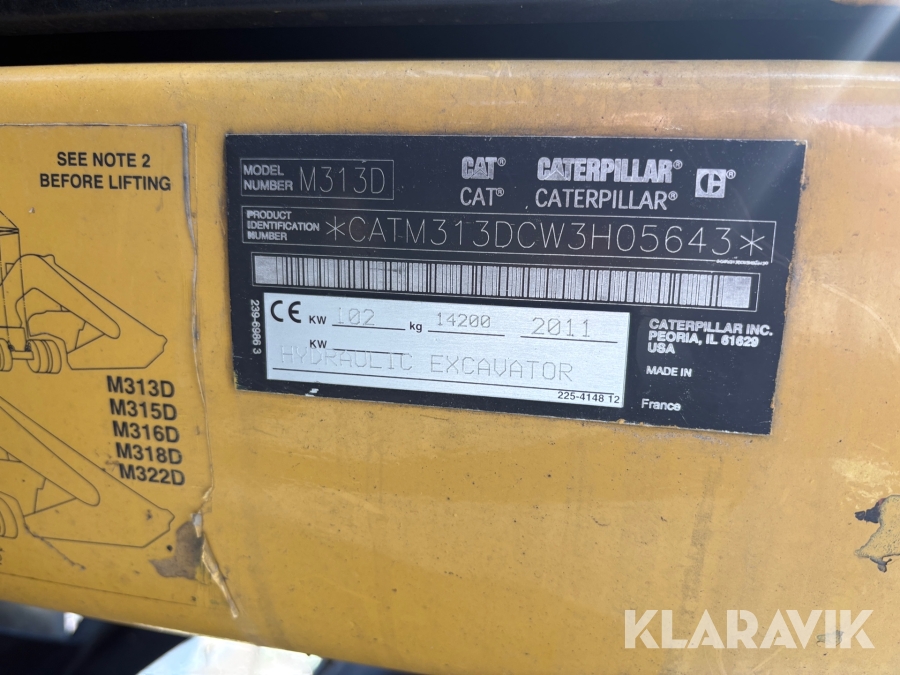 SEE NOTE 2
BEFORE LIFTING
M313D
M315D
M316D
M318D
M322D
MODEL
NUMBER
M313D
CAT® CATERPILLAR® C®
CAT® CATERPILLAR®
PRODUCT
IDENTIFICATION
NUMBER
*CATM313DCW3H05643*
239-6986 3
CE KW 102 kg 14200 2011
KW
HYDRAULIC EXCAVATOR
225-4148 12
CATERPILLAR INC.
PEORIA, IL 61629
USA
MADE IN
France
KLARAVIK